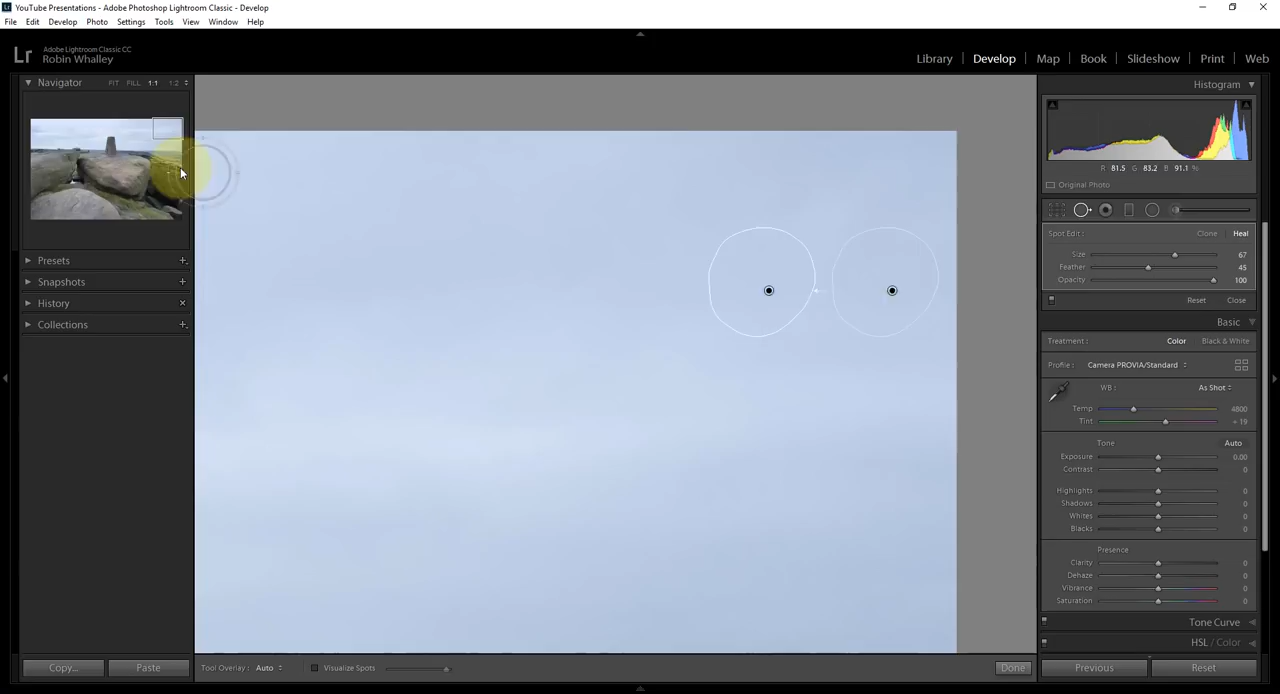 YouTube Presentations - Adobe Photoshop Lightroom Classic - Develop
File Edit Develop Photo Settings Tools View Window Help
Lr Adobe Lightroom Classic CC
Robin Whalley
Library | Develop | Map | Book | Slideshow | Print | Web
Navigator FIT FILL 1:1 1:2
Presets
Snapshots
History
Collections
Copy... Paste
Tool Overlay : Auto Visualize Spots Done
Histogram
R 81.5 G 83.2 B 91.1 %
Original Photo
Spot Edit : Clone Heal
Size 67
Feather 45
Opacity 100
Reset Close
Basic
Treatment : Color Black & White
Profile : Camera PROVIA/Standard
WB : As Shot
Temp 4800
Tint + 19
Tone Auto
Exposure 0.00
Contrast 0
Highlights 0
Shadows 0
Whites 0
Blacks 0
Presence
Clarity 0
Dehaze 0
Vibrance 0
Saturation 0
Tone Curve
HSL / Color
Previous Reset